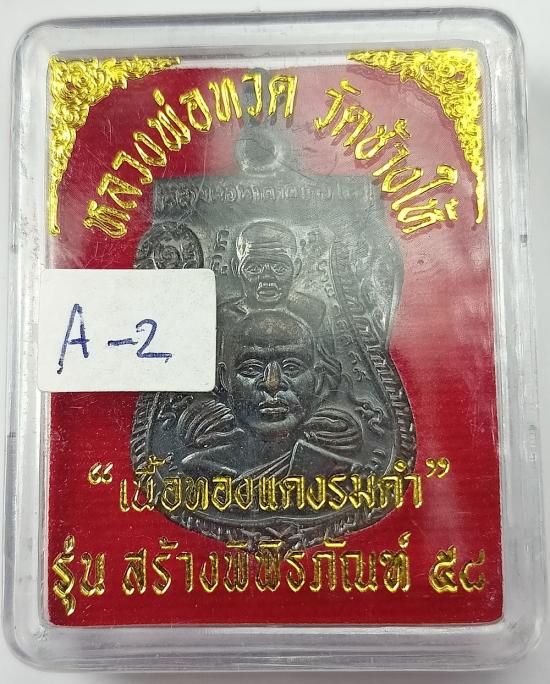 หลวงพ่อทวด วัดช้างให้
A-2
“เนื้อทองแดงรมดำ”
รุ่น สร้างพิพิธภัณฑ์ ๕๘